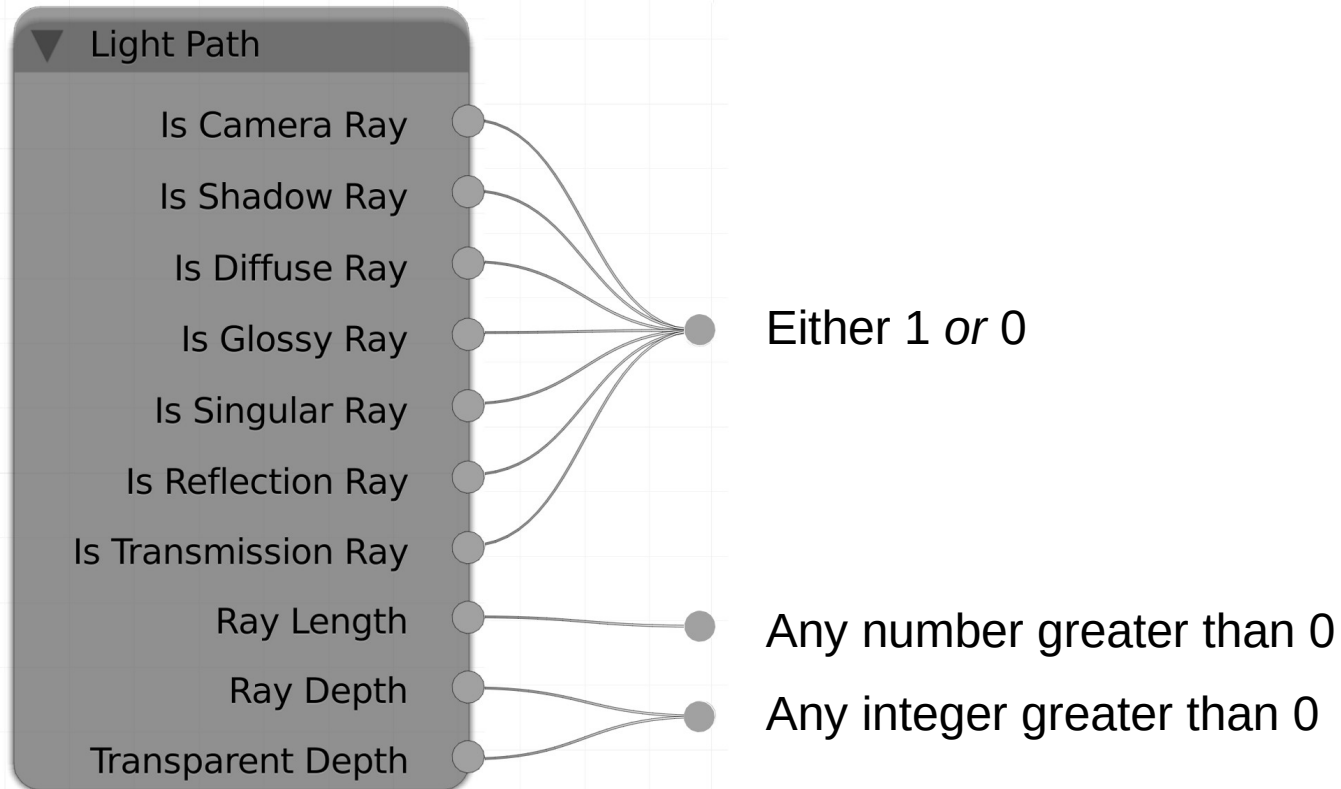 Light Path
Is Camera Ray
Is Shadow Ray
Is Diffuse Ray
Is Glossy Ray
Is Singular Ray
Is Reflection Ray
Is Transmission Ray
Ray Length
Ray Depth
Transparent Depth
Either 1 or 0
Any number greater than 0
Any integer greater than 0